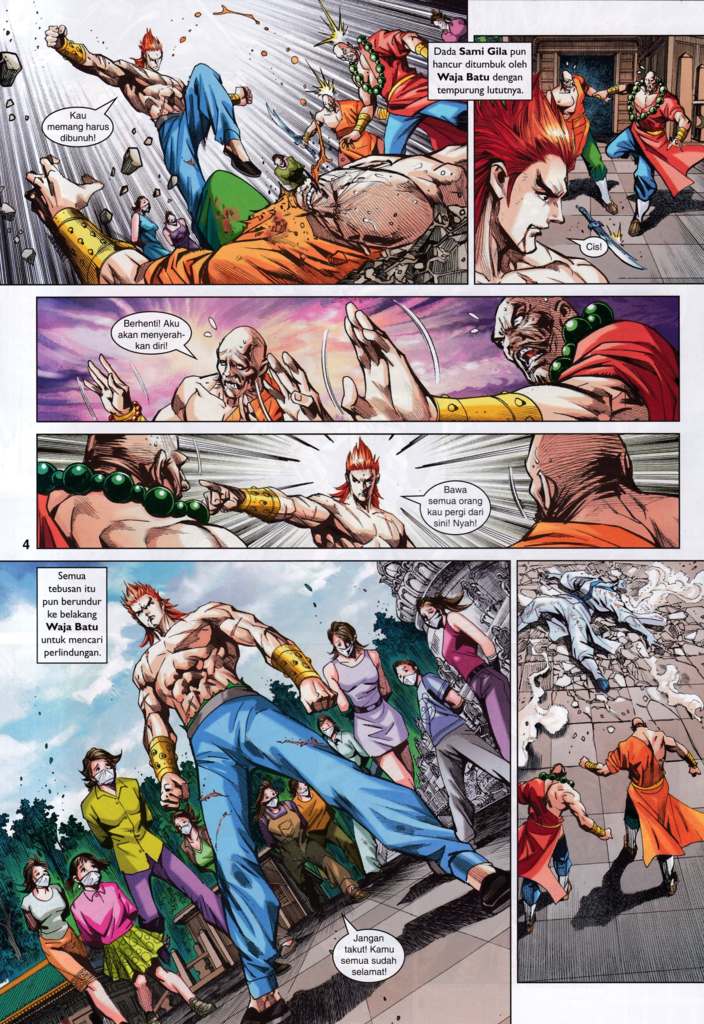 Kau
memang harus
dibunuh!
Dada Sami Gila pun
hancur ditumbuk oleh
Waja Batu dengan
tempurung lututnya.
Cis!
Berhenti! Aku
akan menyerah-
kan diri!
Bawa
semua orang
kau pergi dari
sini! Nyah!
4
Semua
tebusan itu
pun berundur
ke belakang
Waja Batu
untuk mencari
perlindungan.
Jangan
takut! Kamu
semua sudah
selamat!